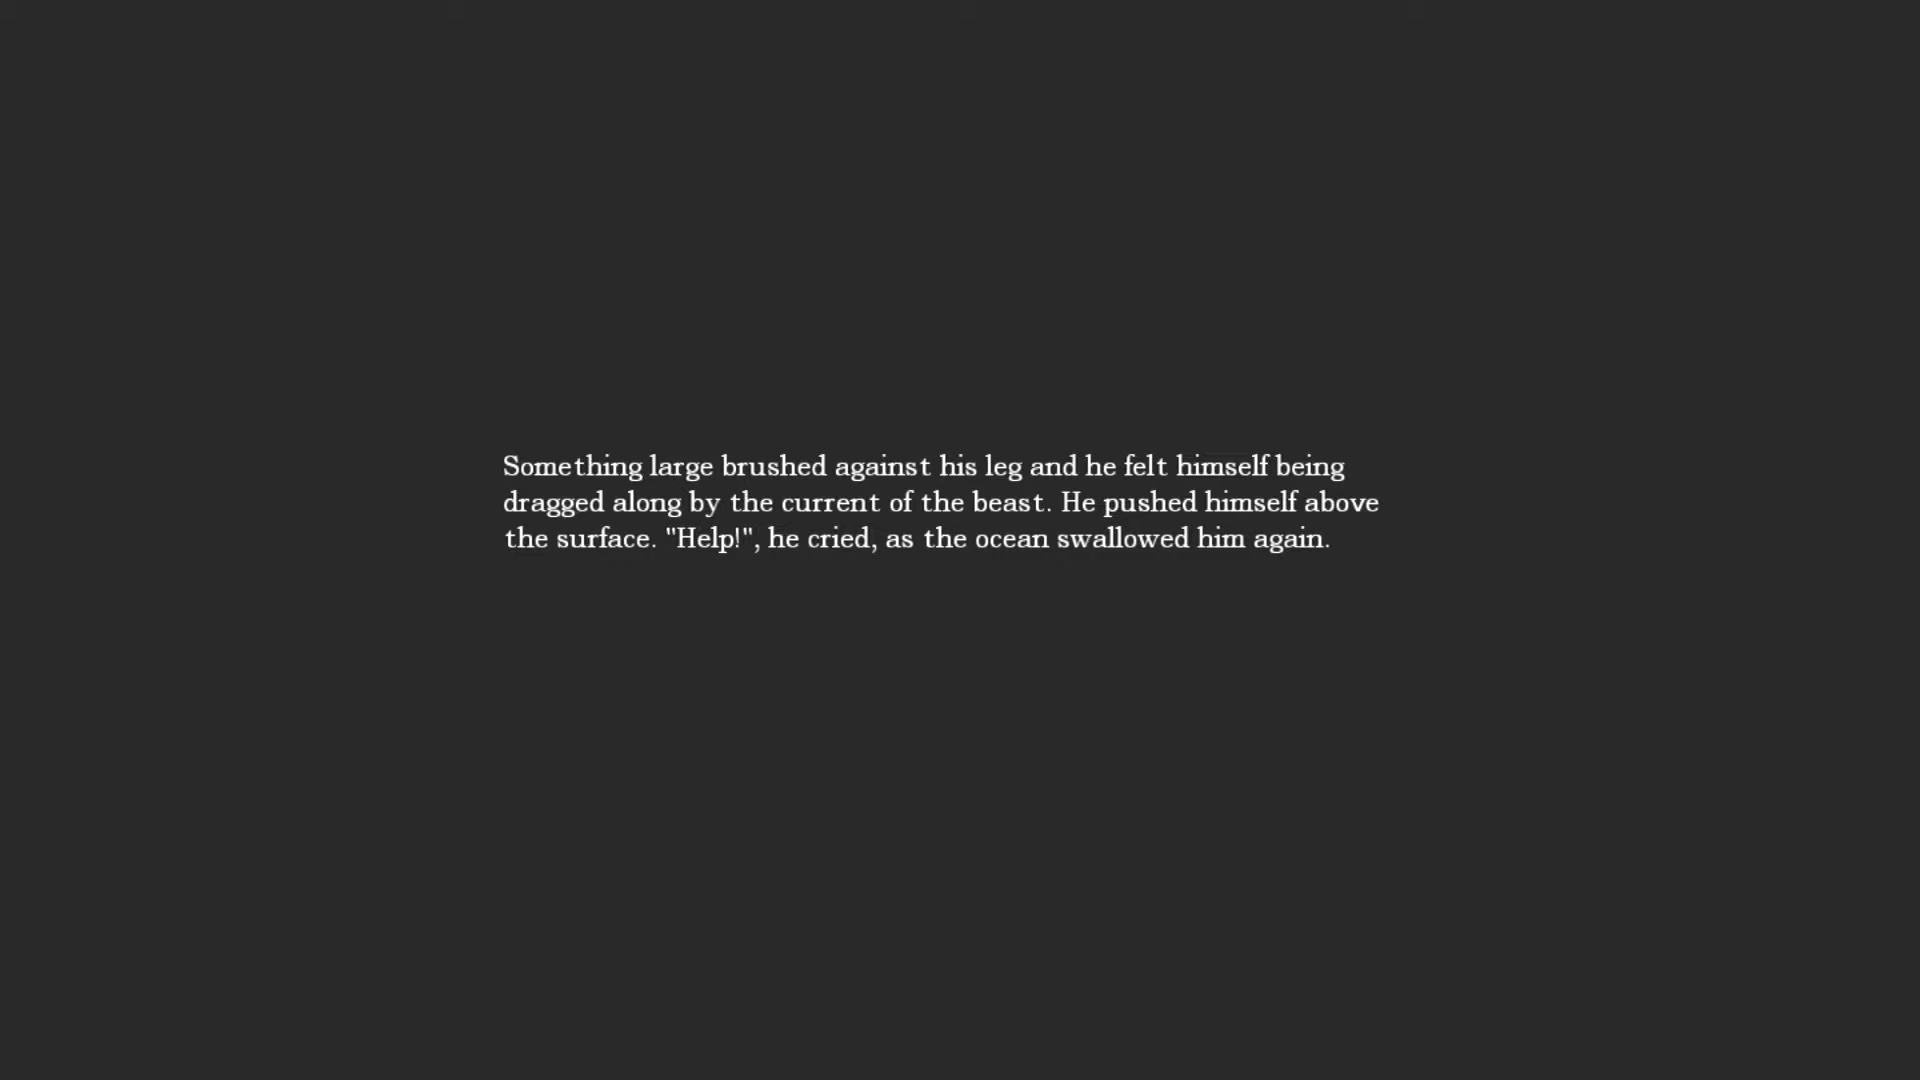 Something large brushed against his leg and he felt himself being
dragged along by the current of the beast. He pushed himself above
the surface. "Help!", he cried, as the ocean swallowed him again.